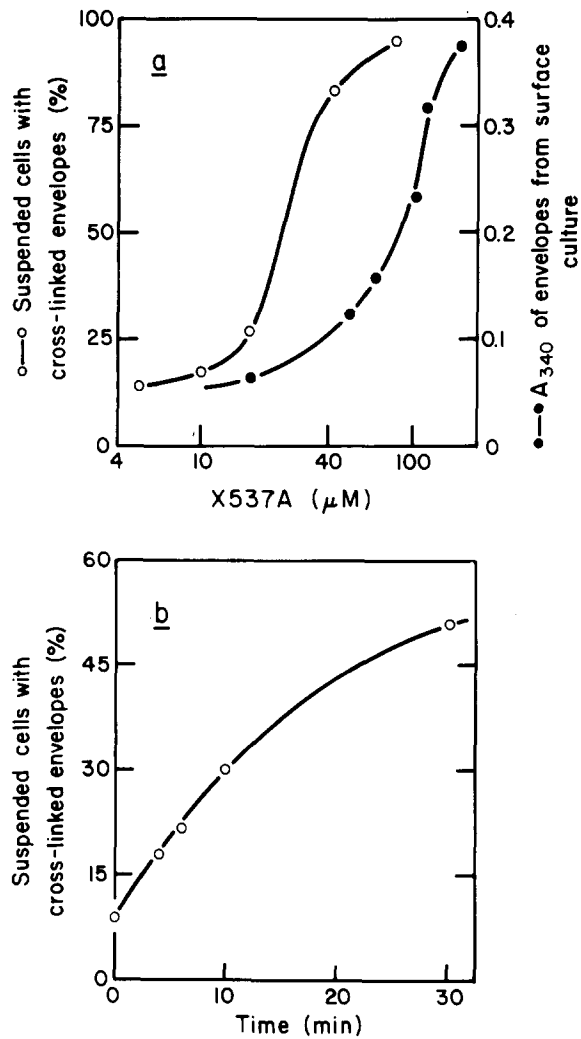 a
100
75
50
25
0
Suspended cells with
cross-linked envelopes (%)
0.4
0.3
0.2
0.1
0
A340 of envelopes from surface
culture
4
10
40
100
X537A (μM)
b
60
45
30
15
0
Suspended cells with
cross-linked envelopes (%)
0
10
20
30
Time (min)